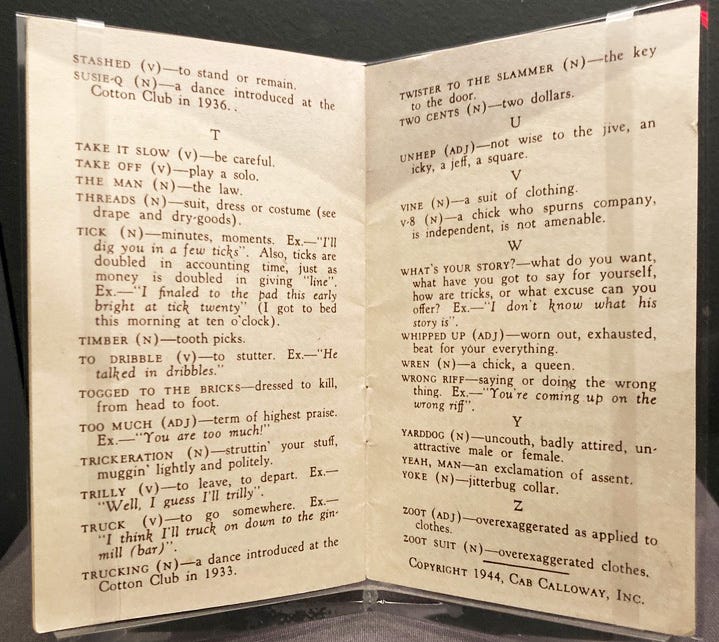 STASHED (V)—to stand or remain.
SUSIE-Q (N)—a dance introduced at the
Cotton Club in 1936..
T
TAKE IT SLOW (V)—be careful.
TAKE OFF (V)—play a solo.
THE MAN (N)—the law.
THREADS (N)—suit, dress or costume (see
drape and dry-goods).
TICK (N)—minutes, moments. Ex.—"I'll
dig you in a few ticks". Also, ticks are
doubled in accounting time, just as
money is doubled in giving "line".
Ex.—"I finaled to the pad this early
bright at tick twenty" (I got to bed
this morning at ten o'clock).
TIMBER (N)—tooth picks.
TO DRIBBLE (V)—to stutter. Ex.—"He
talked in dribbles."
TOGGED TO THE BRICKS—dressed to kill,
from head to foot.
TOO MUCH (ADJ)—term of highest praise.
Ex.—"You are too much!"
TRICKERATION (N)—struttin' your stuff,
muggin' lightly and politely.
TRILLY (V)—to leave, to depart. Ex.—
"Well, I guess I'll trilly".
TRUCK (V)—to go somewhere. Ex.—
"I think I'll truck on down to the gin-
mill (bar)".
TRUCKING (N)—a dance introduced at the
Cotton Club in 1933.
TWISTER TO THE SLAMMER (N)—the key
to the door.
TWO CENTS (N)—two dollars.
U
UNHEP (ADJ)—not wise to the jive, an
icky, a jeff, a square.
V
VINE (N)—a suit of clothing.
V-8 (N)—a chick who spurns company,
is independent, is not amenable.
W
WHAT'S YOUR STORY?—what do you want,
what have you got to say for yourself,
how are tricks, or what excuse can you
offer? Ex.—"I don't know what his
story is".
WHIPPED UP (ADJ)—worn out, exhausted,
beat for your everything.
WREN (N)—a chick, a queen.
WRONG RIFF—saying or doing the wrong
thing. Ex.—"You're coming up on the
wrong riff".
Y
YARDDOG (N)—uncouth, badly attired, un-
attractive male or female.
YEAH, MAN—an exclamation of assent.
YOKE (N)—jitterbug collar.
Z
ZOOT (ADJ)—overexaggerated as applied to
clothes.
ZOOT SUIT (N)—overexaggerated clothes.
COPYRIGHT 1944, CAB CALLOWAY, INC.